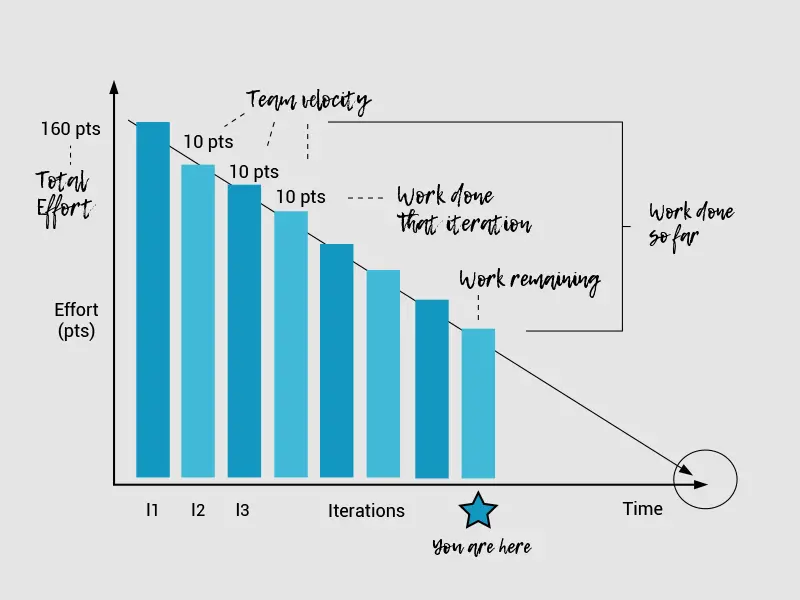 Team velocity
160 pts
10 pts
10 pts
10 pts
Total
Effort
Work done
that iteration
Work done
so far
Work remaining
Effort
(pts)
I1
I2
I3
Iterations
Time
You are here